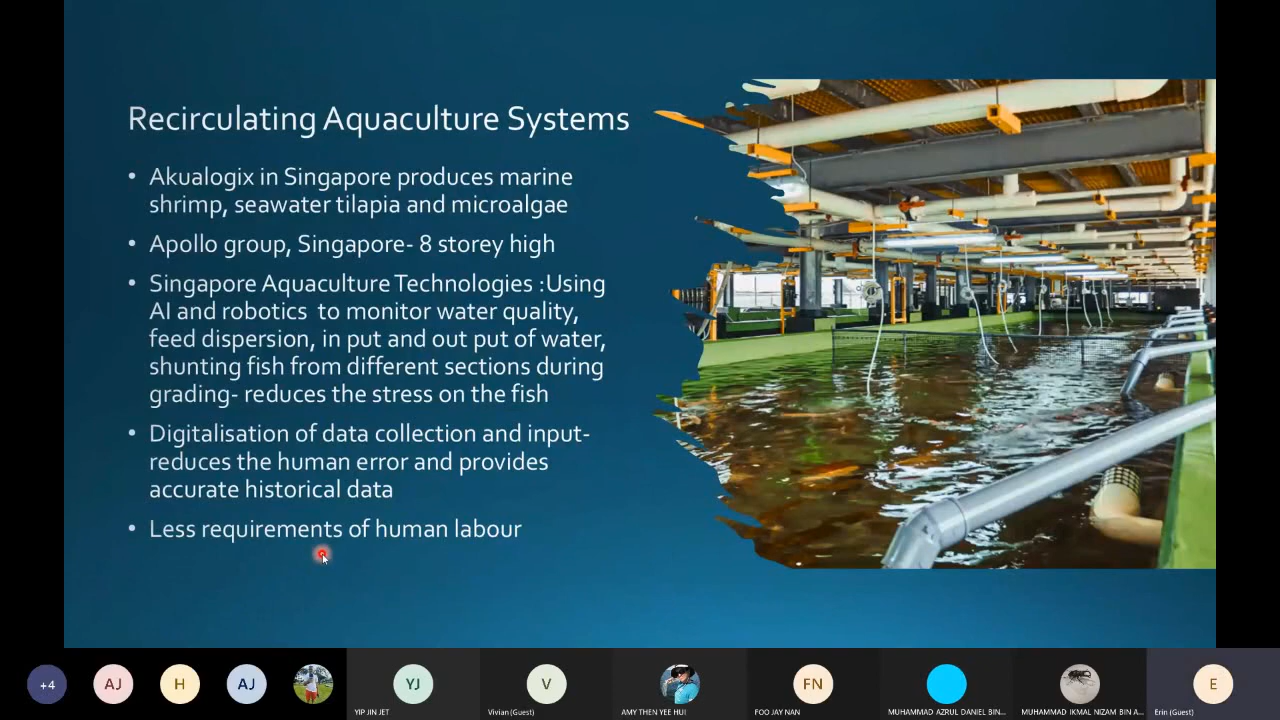 Recirculating Aquaculture Systems
• Akualogix in Singapore produces marine
shrimp, seawater tilapia and microalgae
• Apollo group, Singapore- 8 storey high
• Singapore Aquaculture Technologies :Using
AI and robotics to monitor water quality,
feed dispersion, in put and out put of water,
shunting fish from different sections during
grading- reduces the stress on the fish
• Digitalisation of data collection and input-
reduces the human error and provides
accurate historical data
• Less requirements of human labour
+4
AJ
H
AJ
YJ
V
FN
E
YIP JIN JET
Vivian (Guest)
AMY THEN YEE HUI
FOO JAY NAN
MUHAMMAD AZRUL DANIEL BIN...
MUHAMMAD IKMAL NIZAM BIN A...
Erin (Guest)